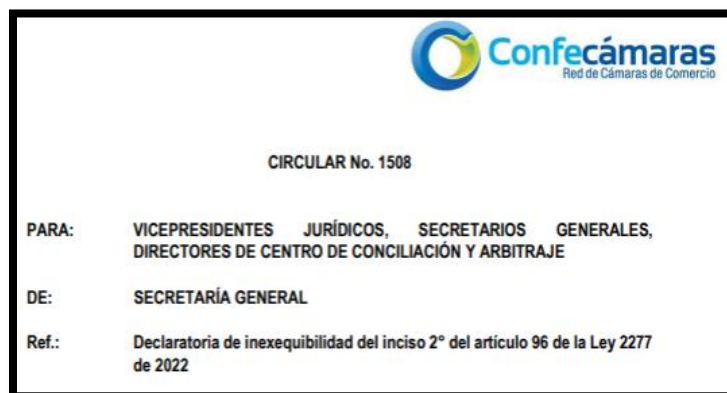 Confecámaras
Red de Cámaras de Comercio
CIRCULAR No. 1508
PARA: VICEPRESIDENTES JURÍDICOS, SECRETARIOS GENERALES,
DIRECTORES DE CENTRO DE CONCILIACIÓN Y ARBITRAJE
DE: SECRETARÍA GENERAL
Ref.: Declaratoria de inexequibilidad del inciso 2° del artículo 96 de la Ley 2277
de 2022